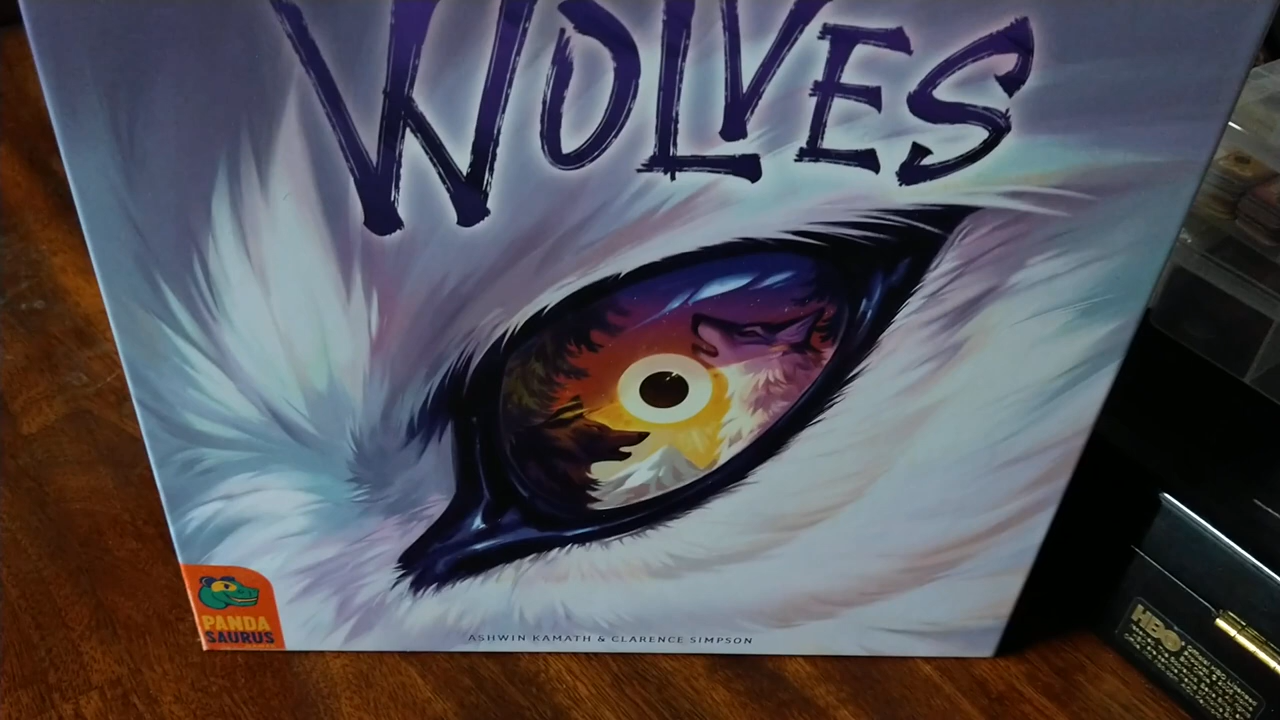 WOLVES
PANDA
SAURUS
ASHWIN KAMATH & CLARENCE SIMPSON
HBO